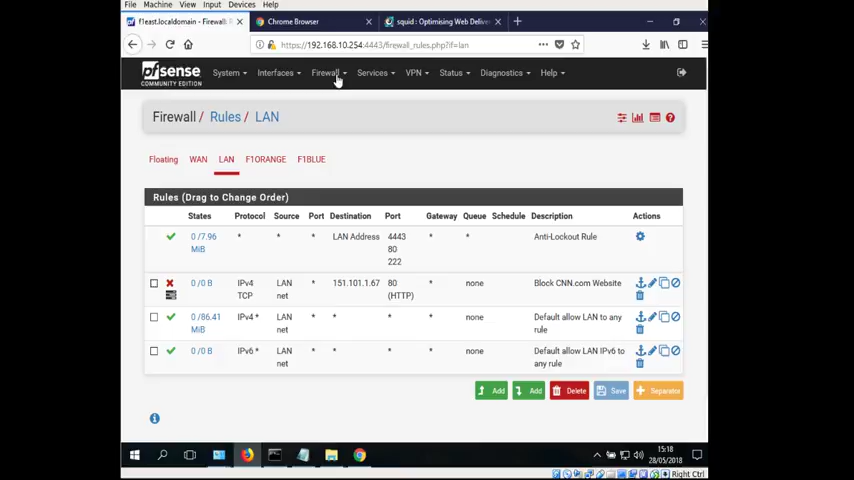 File Machine View Input Devices Help
f1east.localdomain - Firewall: R × Chrome Browser × squid : Optimising Web Deliver ×
https://192.168.10.254:4443/firewall_rules.php?if=lan
pfsense COMMUNITY EDITION System Interfaces Firewall Services VPN Status Diagnostics Help
Firewall / Rules / LAN
Floating WAN LAN F1ORANGE F1BLUE
Rules (Drag to Change Order)
States Protocol Source Port Destination Port Gateway Queue Schedule Description Actions
0 /7.96 MiB * * * LAN Address 4443 80 222 * * Anti-Lockout Rule
0 /0 B IPv4 TCP LAN net * 151.101.1.67 80 (HTTP) * none Block CNN.com Website
0 /86.41 MiB IPv4 * LAN net * * * * none Default allow LAN to any rule
0 /0 B IPv6 * LAN net * * * * none Default allow LAN IPv6 to any rule
Add Add Delete Save Separator
15:18
28/05/2018
Right Ctrl